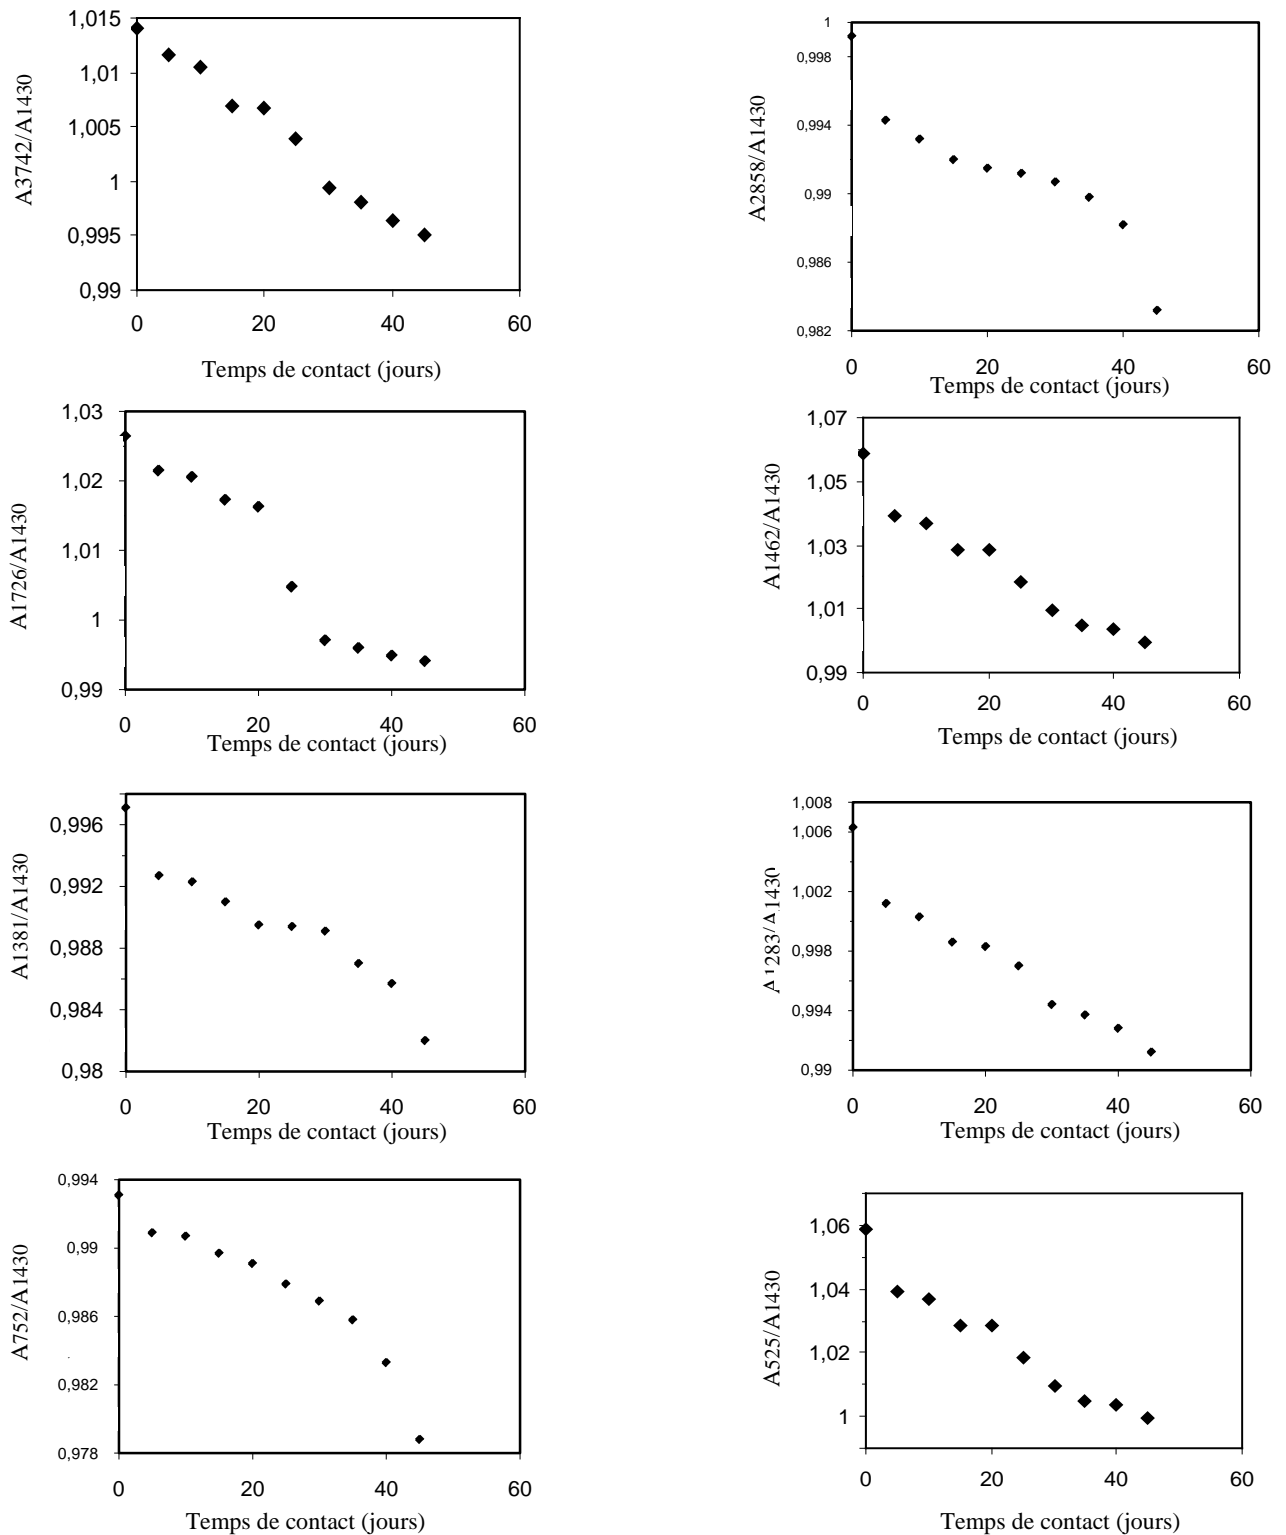 1,015
1,01
1,005
1
0,995
0,99
A3742/A1430
0 20 40 60
Temps de contact (jours)
1
0,998
0,994
0,99
0,986
0,982
A2858/A1430
0 20 40 60
Temps de contact (jours)
1,03
1,02
1,01
1
0,99
A1726/A1430
0 20 40 60
Temps de contact (jours)
1,07
1,05
1,03
1,01
0,99
A1462/A1430
0 20 40 60
Temps de contact (jours)
0,996
0,992
0,988
0,984
0,98
A1381/A1430
0 20 40 60
Temps de contact (jours)
1,008
1,006
1,002
0,998
0,994
0,99
A1283/A1430
0 20 40 60
Temps de contact (jours)
0,994
0,99
0,986
0,982
0,978
A752/A1430
0 20 40 60
Temps de contact (jours)
1,06
1,04
1,02
1
A525/A1430
0 20 40 60
Temps de contact (jours)